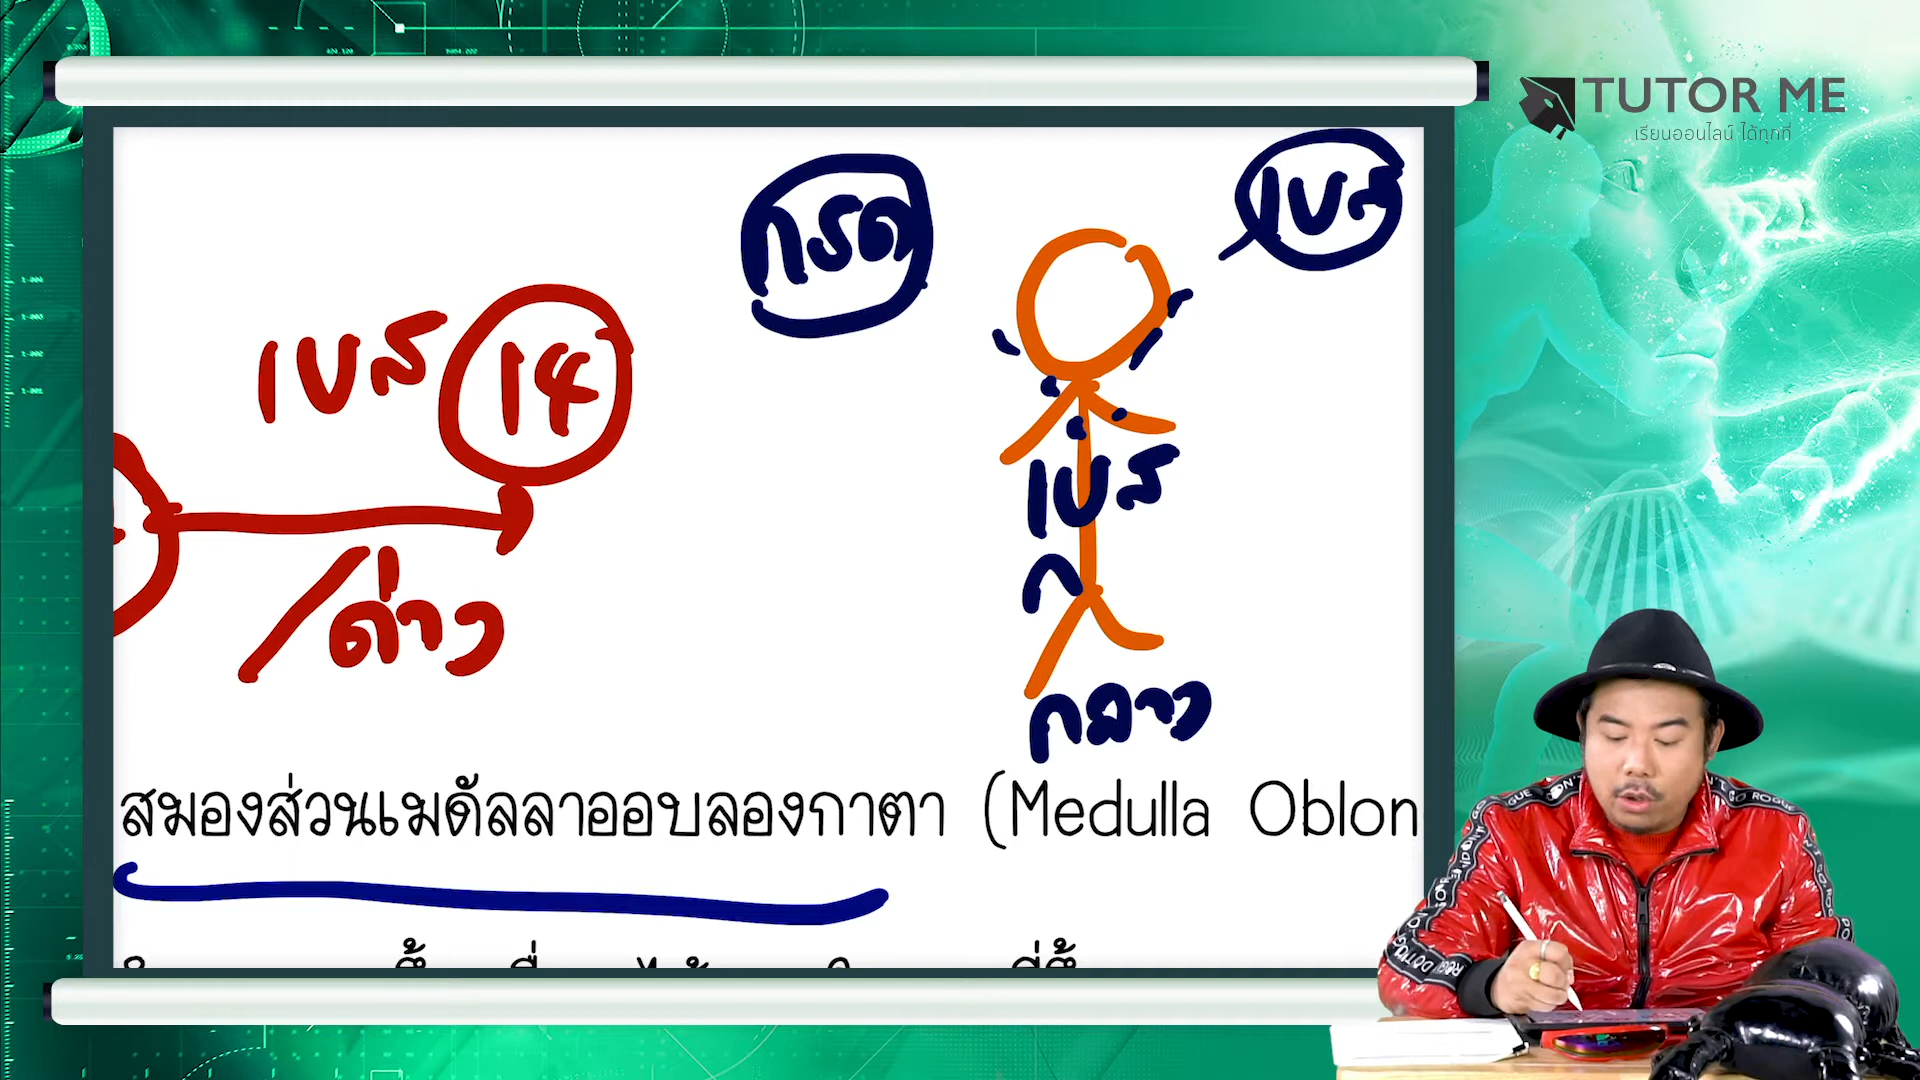 TUTOR ME
เรียนออนไลน์ ได้ทุกที่
กรด
เบส
เบส 14
ด่าง
เบส
ก
กลาง
สมองส่วนเมดัลลาออบลองกาตา (Medulla Oblon